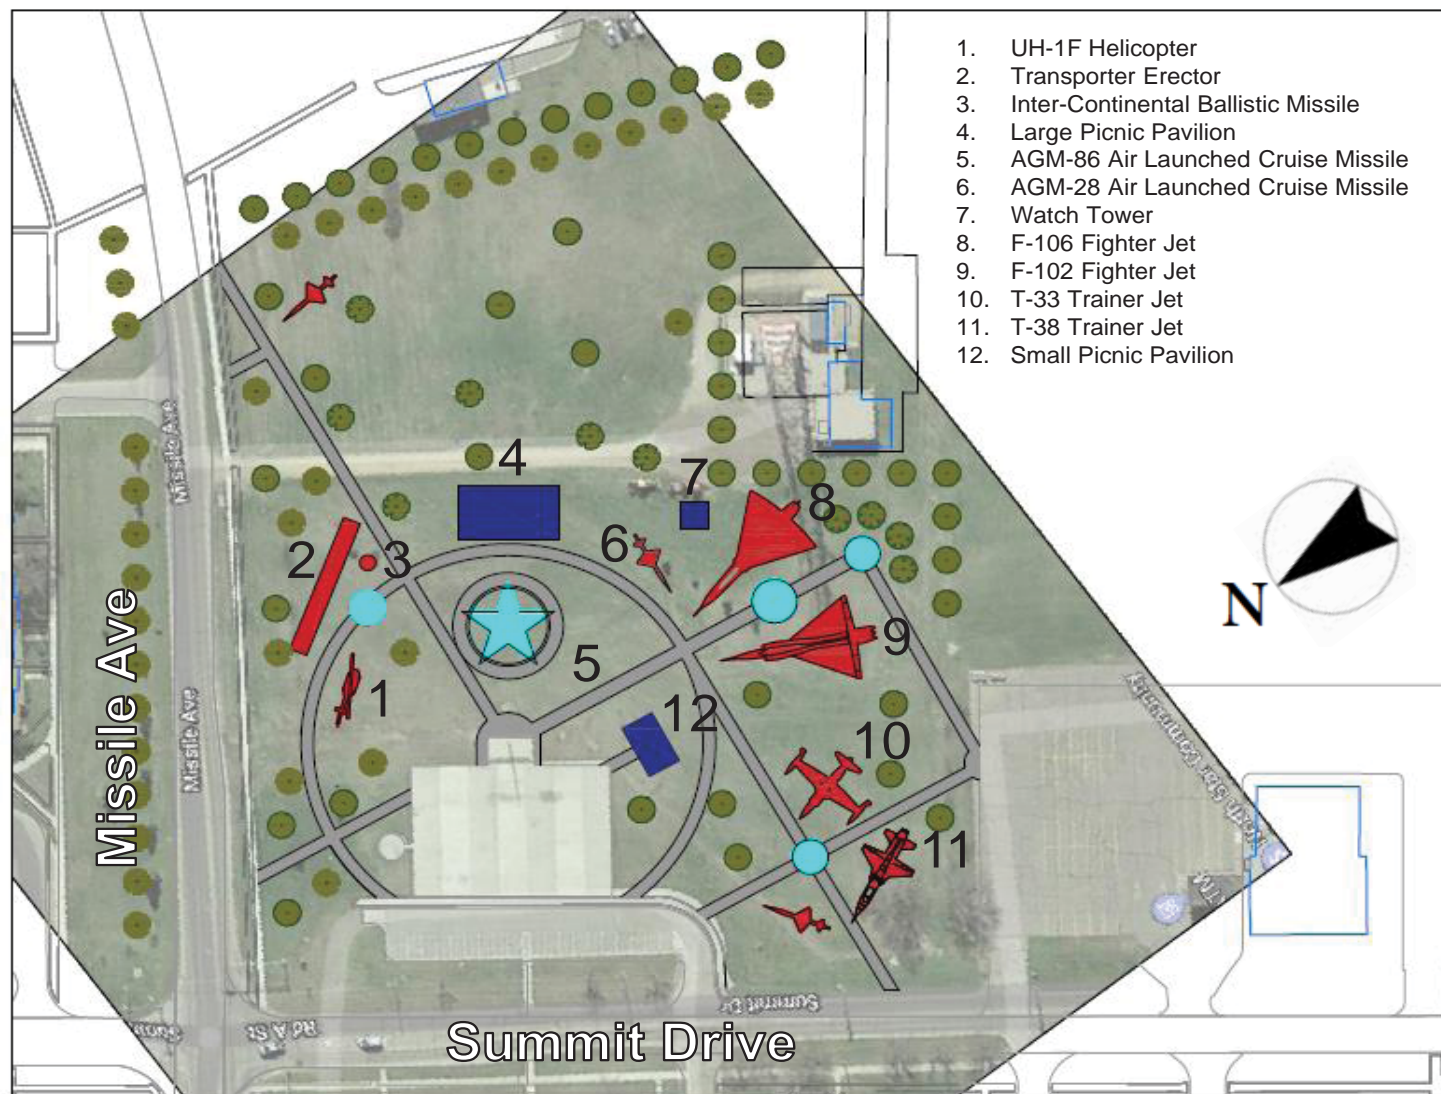 1. UH-1F Helicopter
2. Transporter Erector
3. Inter-Continental Ballistic Missile
4. Large Picnic Pavilion
5. AGM-86 Air Launched Cruise Missile
6. AGM-28 Air Launched Cruise Missile
7. Watch Tower
8. F-106 Fighter Jet
9. F-102 Fighter Jet
10. T-33 Trainer Jet
11. T-38 Trainer Jet
12. Small Picnic Pavilion
Missile Ave
4
7
8
6
2
3
N
9
5
1
12
10
Missile Ave
Missile Ave
11
TM
Summit Dr
Rd A St
Summit Drive